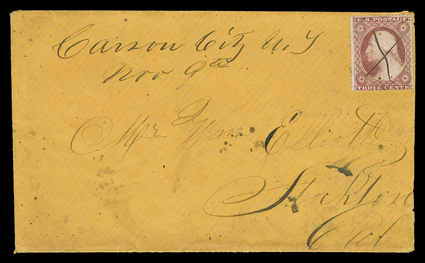 U.S. POSTAGE
THREE CENTS
Carson City U T
Nov 9th
Mr Wm Elliott
Stockton
Cal